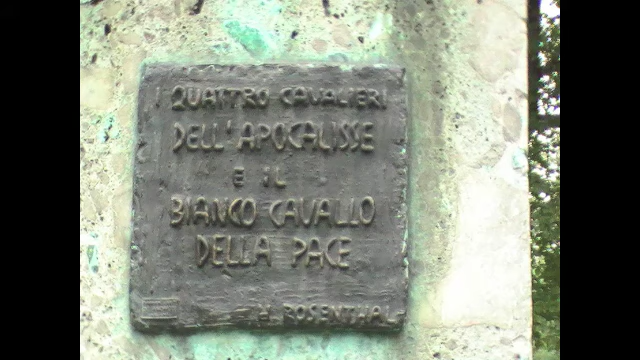 I QUATTRO CAVALIERI
DELL'APOCALISSE
E IL
BIANCO CAVALLO
DELLA PACE
H. ROSENTHAL